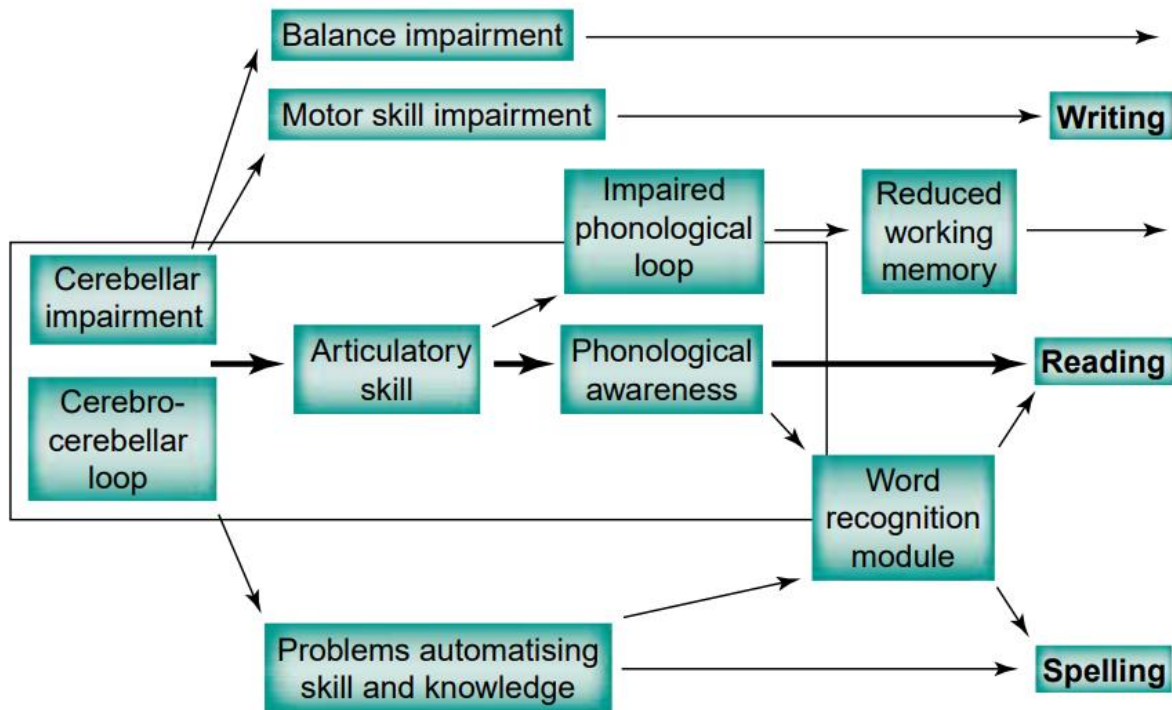 Balance impairment
Motor skill impairment
Writing
Impaired
phonological
loop
Reduced
working
memory
Cerebellar
impairment
Articulatory
skill
Phonological
awareness
Reading
Cerebro-
cerebellar
loop
Word
recognition
module
Problems automatising
skill and knowledge
Spelling